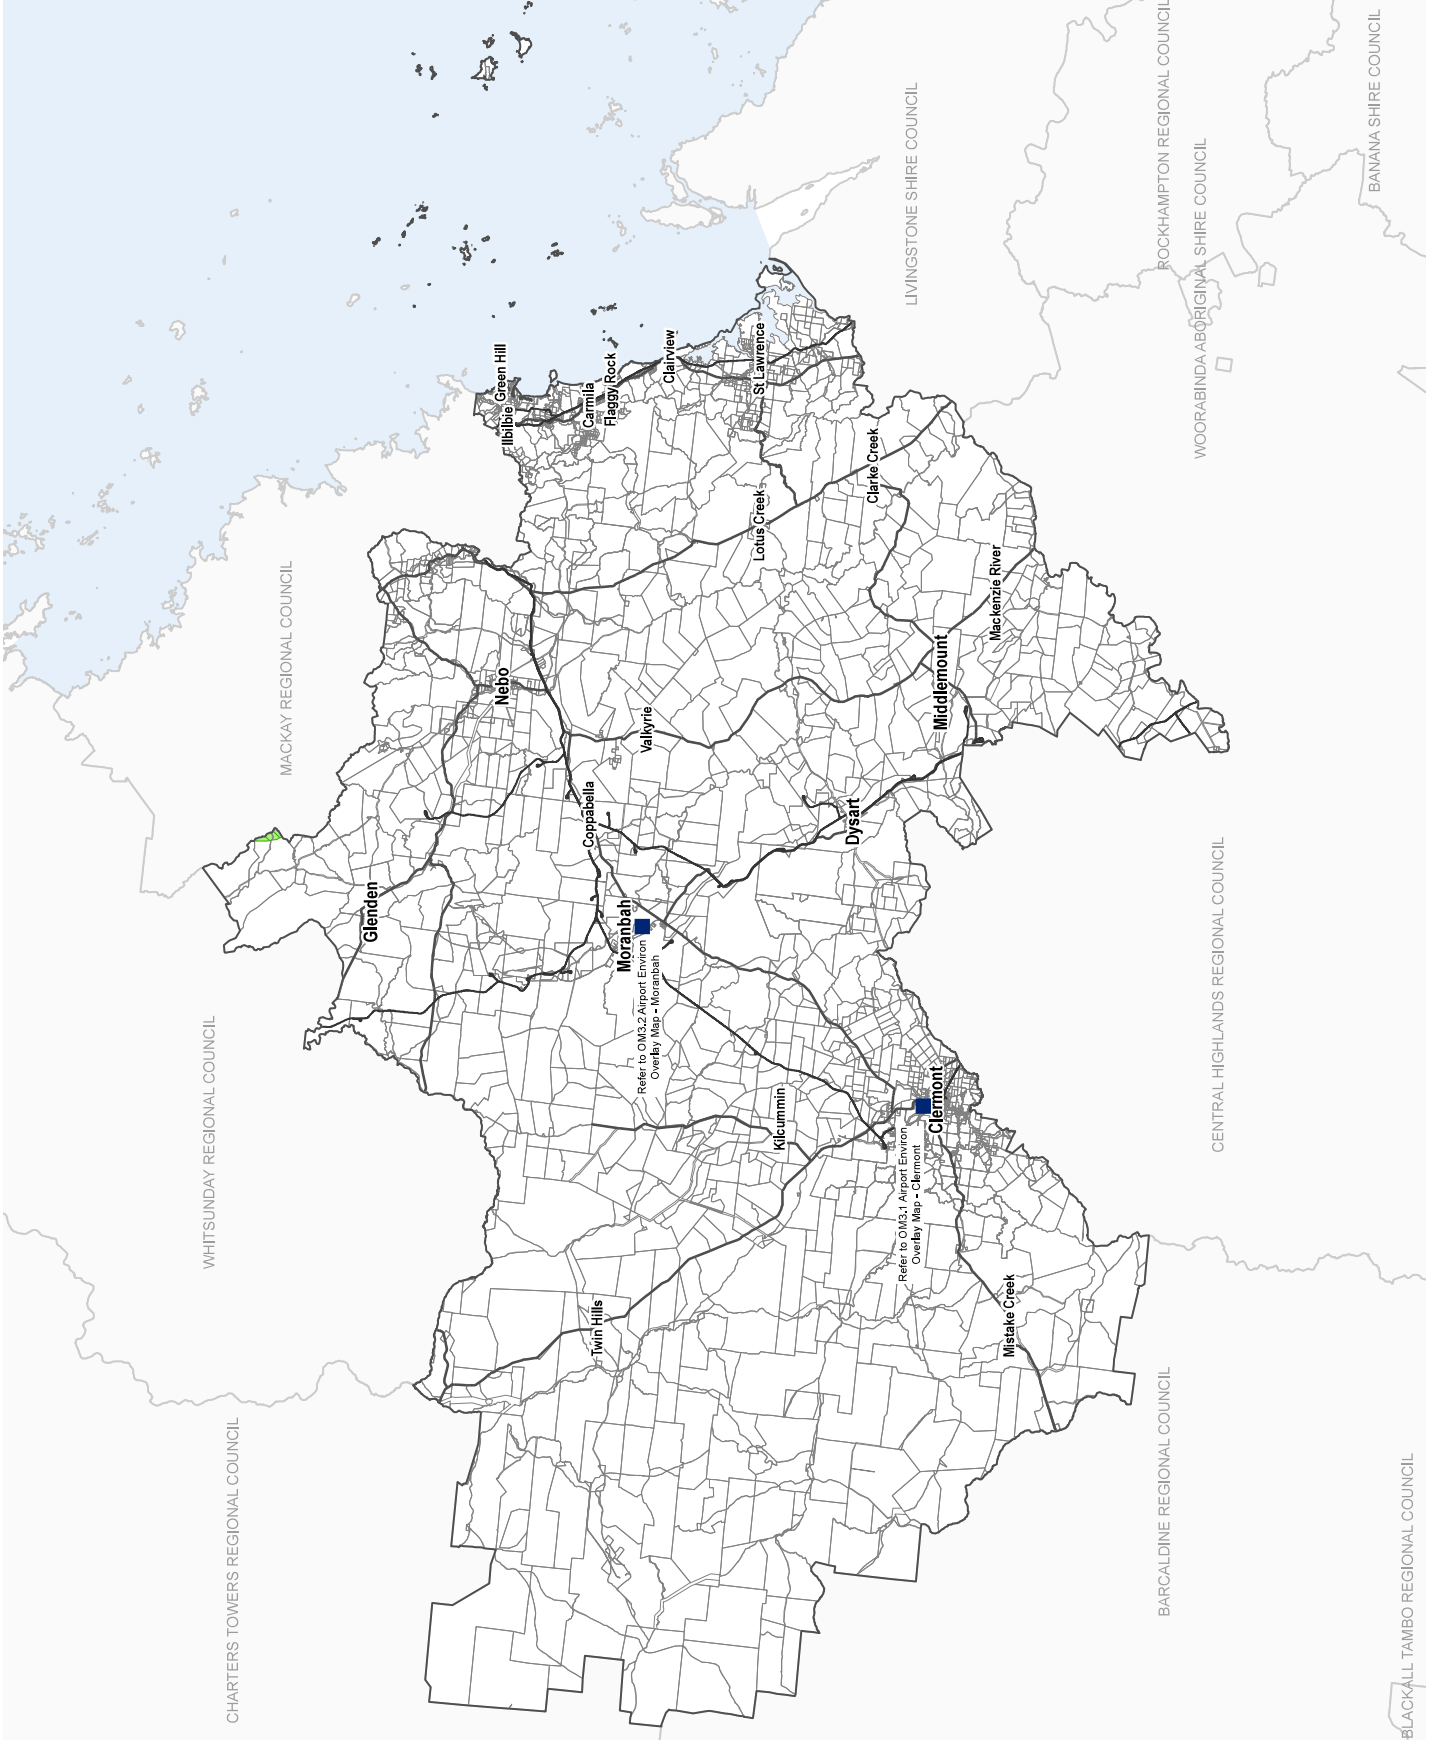 CHARTERS TOWERS REGIONAL COUNCIL
WHITSUNDAY REGIONAL COUNCIL
MACKAY REGIONAL COUNCIL
Glenden
Nebo
Ilbilbie
Green Hill
Carmila
Flaggy Rock
Clairview
St Lawrence
Twin Hills
Coppabella
Valkyrie
Moranbah
Refer to OM3.2 Airport Environ
Overlay Map - Moranbah
Kilcummin
Lotus Creek
Clarke Creek
Dysart
Middlemount
Mackenzie River
Clermont
Refer to OM3.1 Airport Environ
Overlay Map - Clermont
Mistake Creek
LIVINGSTONE SHIRE COUNCIL
ROCKHAMPTON REGIONAL COUNCIL
WOORABINDA ABORIGINAL SHIRE COUNCIL
BANANA SHIRE COUNCIL
CENTRAL HIGHLANDS REGIONAL COUNCIL
BARCALDINE REGIONAL COUNCIL
BLACKALL TAMBO REGIONAL COUNCIL